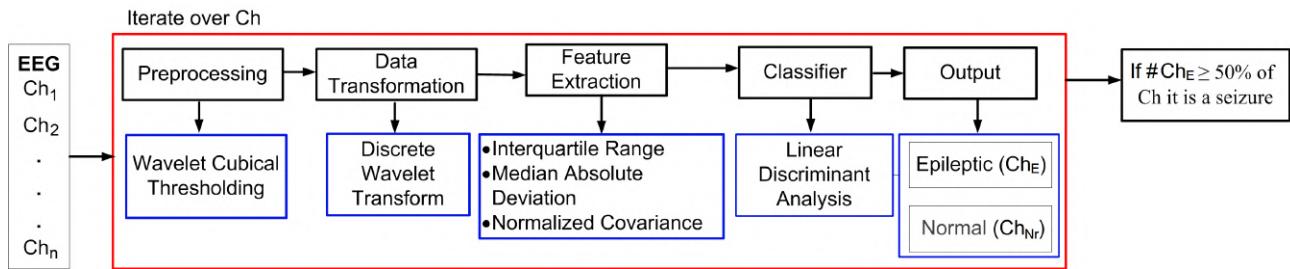 Iterate over Ch
EEG
Ch1
Ch2
.
.
.
Chn
Preprocessing
Wavelet Cubical
Thresholding
Data
Transformation
Discrete
Wavelet
Transform
Feature
Extraction
•Interquartile Range
•Median Absolute
Deviation
•Normalized Covariance
Classifier
Linear
Discriminant
Analysis
Output
Epileptic (ChE)
Normal (ChNr)
If #ChE ≥ 50% of
Ch it is a seizure